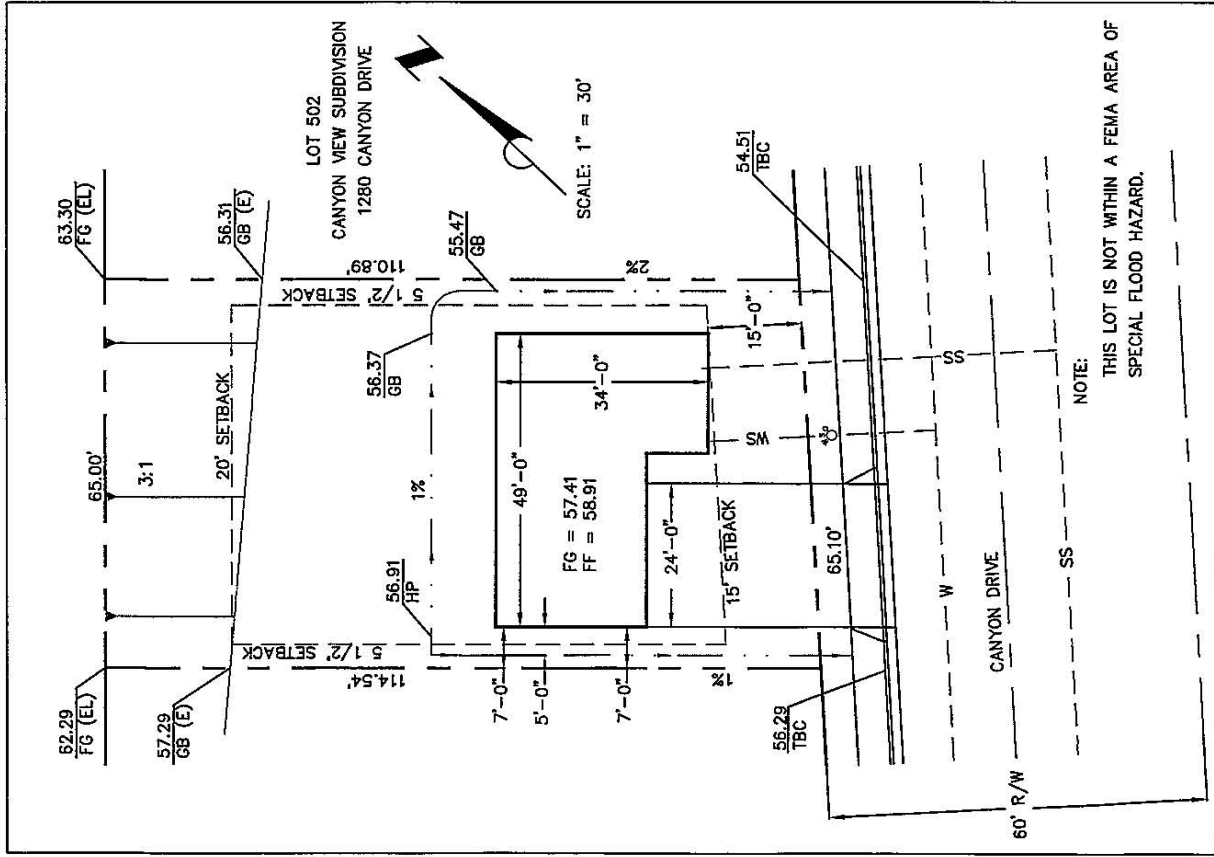 63.30
FG (EL)
56.31
GB (E)
LOT 502
CANYON VIEW SUBDIVISION
1280 CANYON DRIVE
SCALE: 1" = 30'
62.29
FG (EL)
57.29
GB (E)
65.00'
3:1
20' SETBACK
5 1/2' SETBACK
110.89'
2%
5 1/2' SETBACK
114.54'
1%
56.91
HP
1%
56.37
GB
55.47
GB
49'-0"
34'-0"
FG = 57.41
FF = 58.91
7'-0"
5'-0"
7'-0"
24'-0"
15' SETBACK
15'-0"
WS
SS
54.51
TBC
56.29
TBC
65.10'
W
CANYON DRIVE
SS
60' R/W
NOTE:
THIS LOT IS NOT WITHIN A FEMA AREA OF
SPECIAL FLOOD HAZARD.